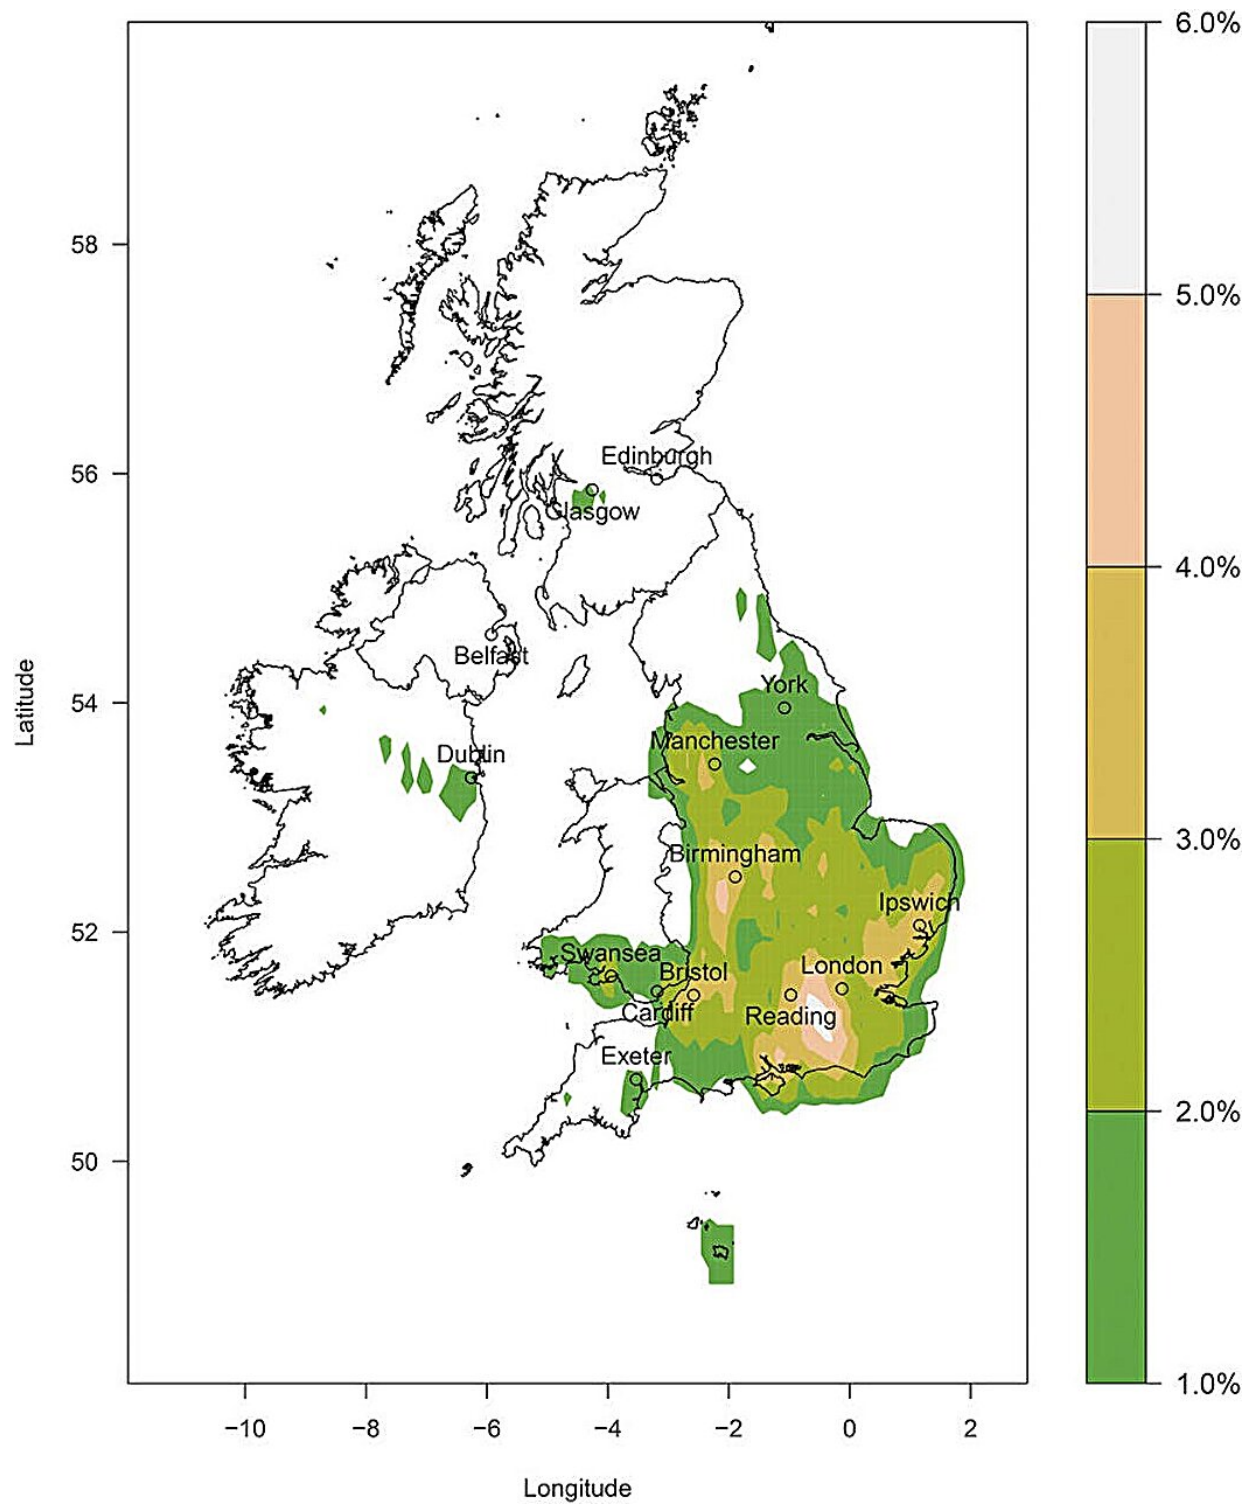 6.0%
5.0%
4.0%
3.0%
2.0%
1.0%
58
56
54
52
50
Latitude
Edinburgh
Glasgow
Belfast
York
Dublin
Manchester
Birmingham
Ipswich
Swansea
Bristol
London
Cardiff
Reading
Exeter
−10
−8
−6
−4
−2
0
2
Longitude